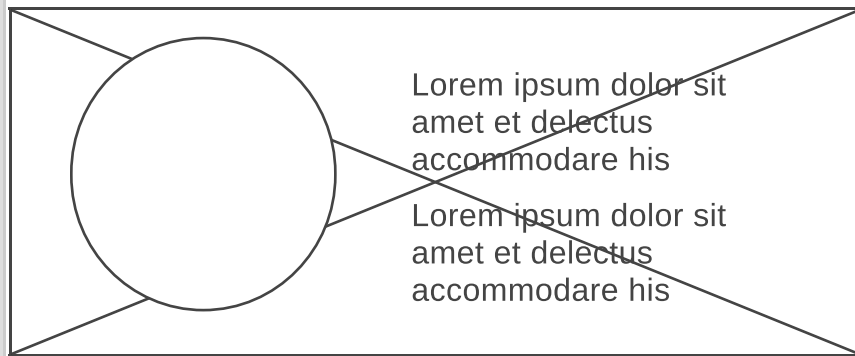 Lorem ipsum dolor sit
amet et delectus
accommodare his
Lorem ipsum dolor sit
amet et delectus
accommodare his